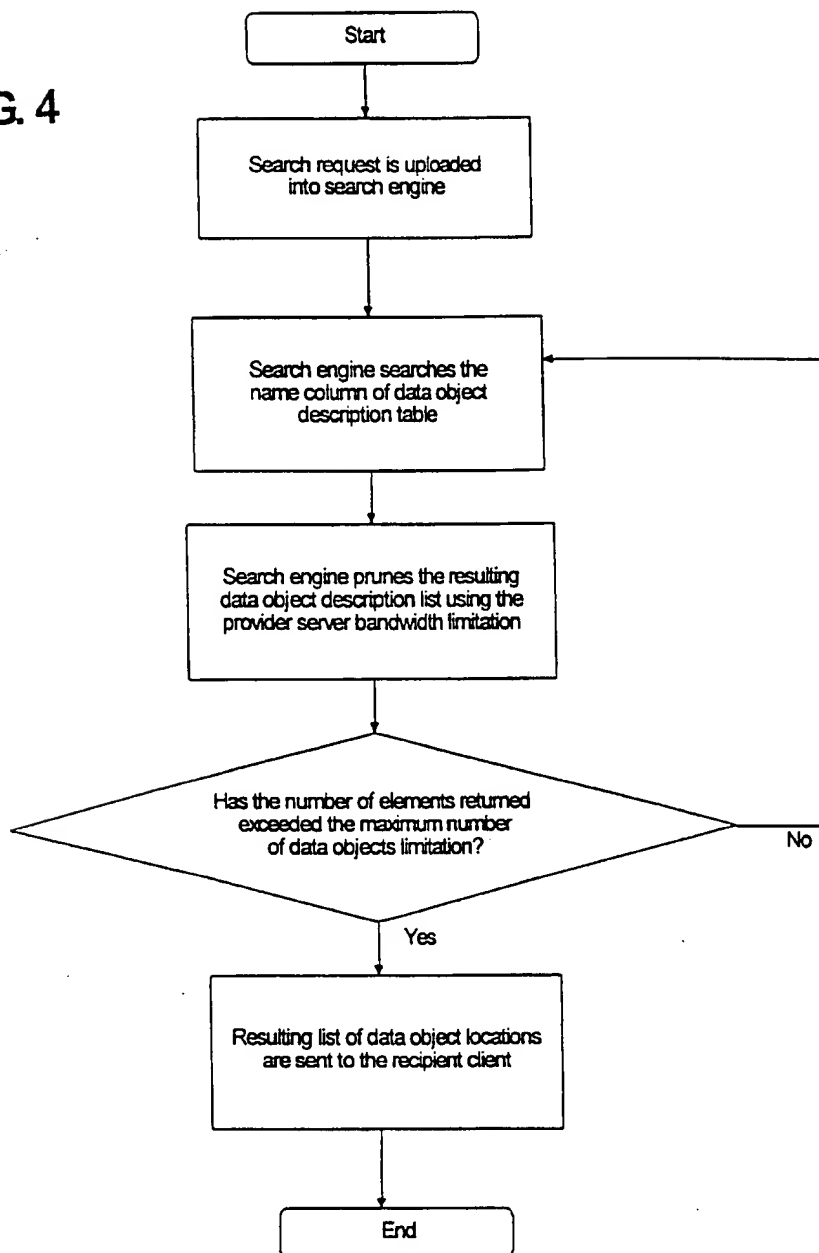 Start
G. 4
Search request is uploaded
into search engine
Search engine searches the
name column of data object
description table
Search engine prunes the resulting
data object description list using the
provider server bandwidth limitation
Has the number of elements returned
exceeded the maximum number
of data objects limitation?
No
Yes
Resulting list of data object locations
are sent to the recipient client
End